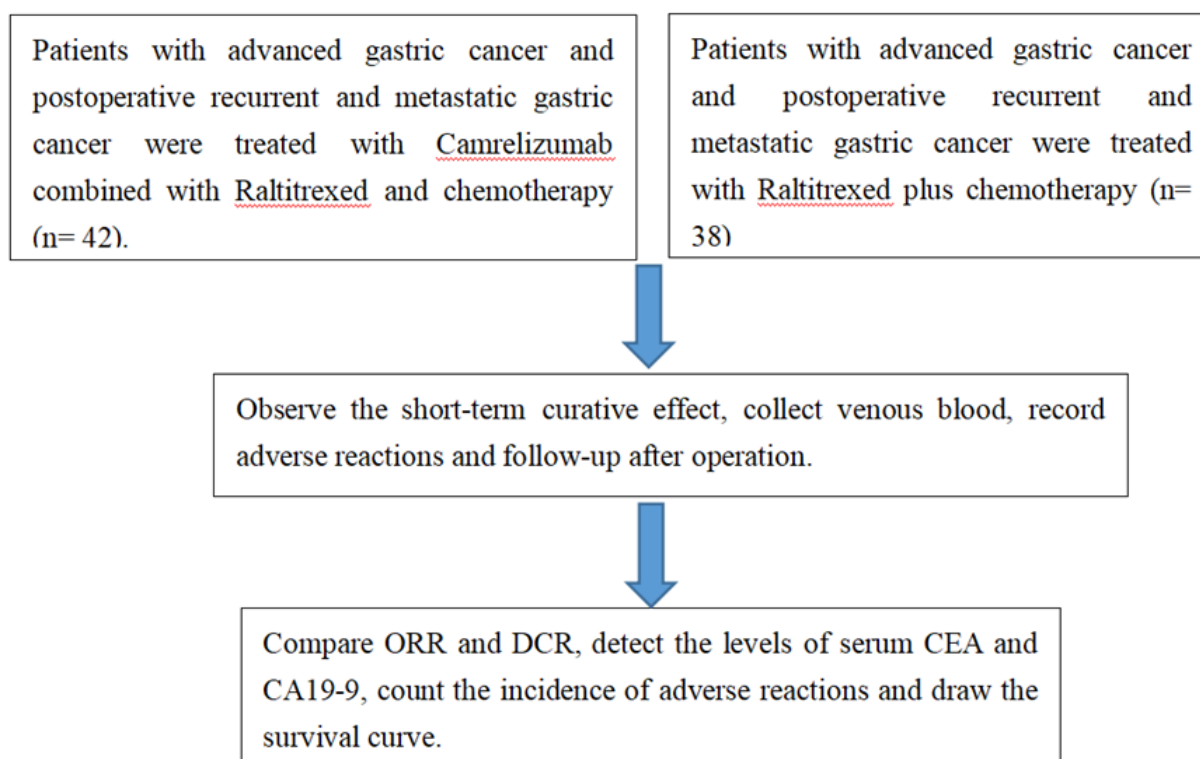 Patients with advanced gastric cancer and
postoperative recurrent and metastatic gastric
cancer were treated with Camrelizumab
combined with Raltitrexed and chemotherapy
(n= 42).
Patients with advanced gastric cancer
and postoperative recurrent and
metastatic gastric cancer were treated
with Raltitrexed plus chemotherapy (n=
38)
Observe the short-term curative effect, collect venous blood, record
adverse reactions and follow-up after operation.
Compare ORR and DCR, detect the levels of serum CEA and
CA19-9, count the incidence of adverse reactions and draw the
survival curve.